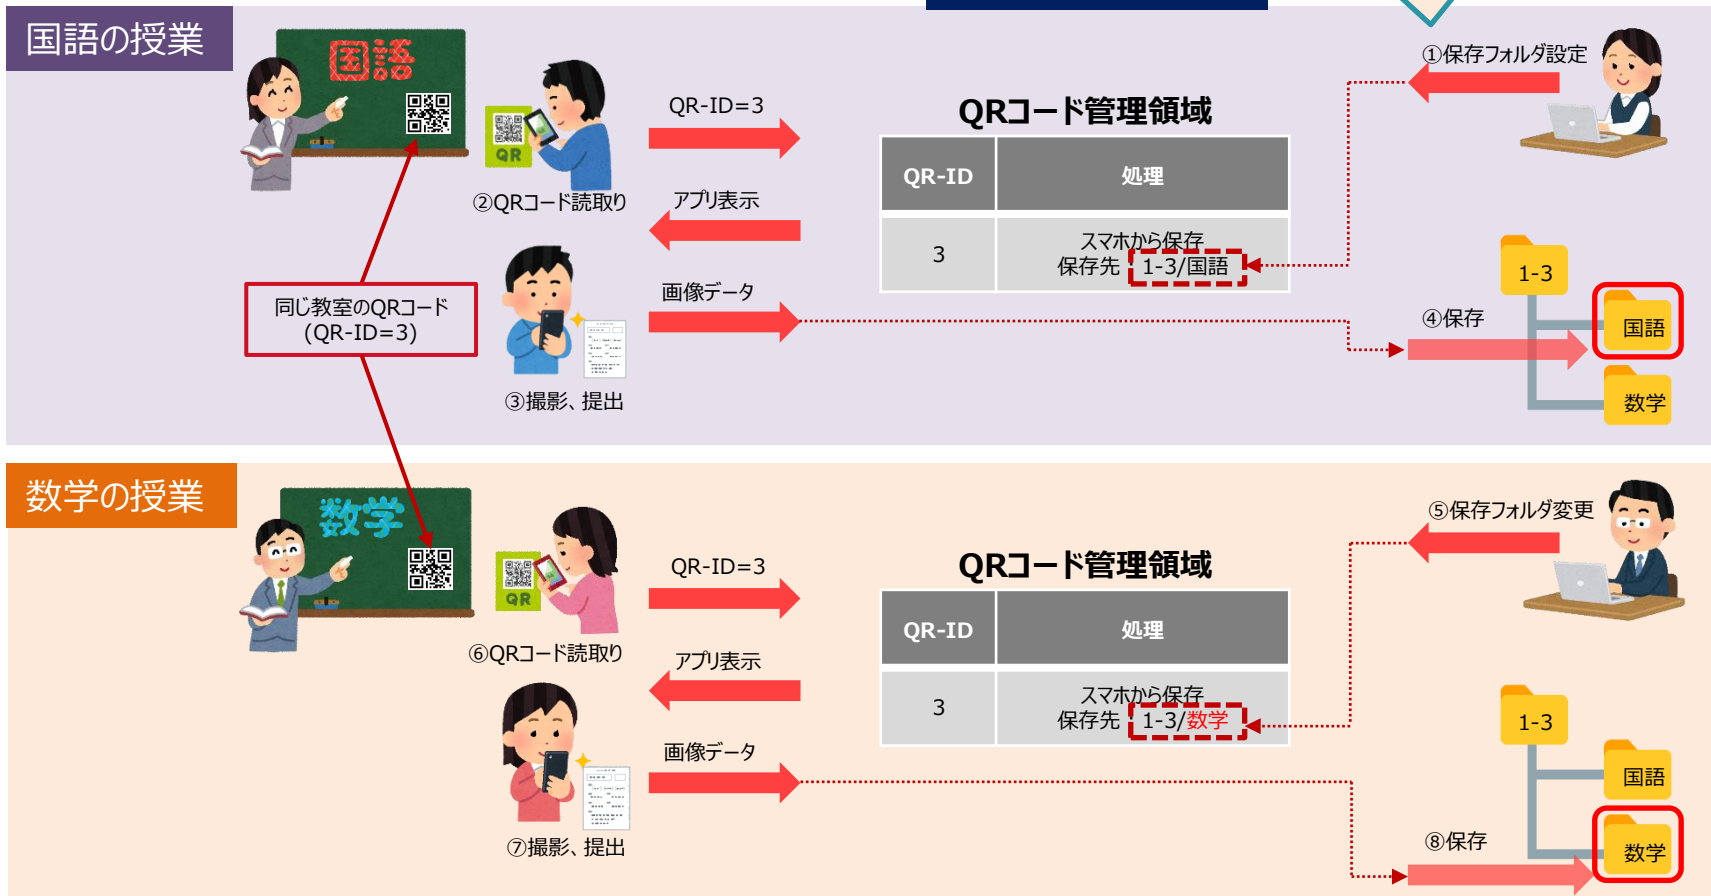 国語の授業
国語
QR
②QRコード読取り
QR-ID=3
アプリ表示
画像データ
③撮影、提出
同じ教室のQRコード
(QR-ID=3)
QRコード管理領域
QR-ID
処理
3
スマホから保存
保存先:1-3/国語
①保存フォルダ設定
④保存
1-3
国語
数学
数学の授業
数学
QR
⑥QRコード読取り
QR-ID=3
アプリ表示
画像データ
⑦撮影、提出
QRコード管理領域
QR-ID
処理
3
スマホから保存
保存先:1-3/数学
⑤保存フォルダ変更
⑧保存
1-3
国語
数学